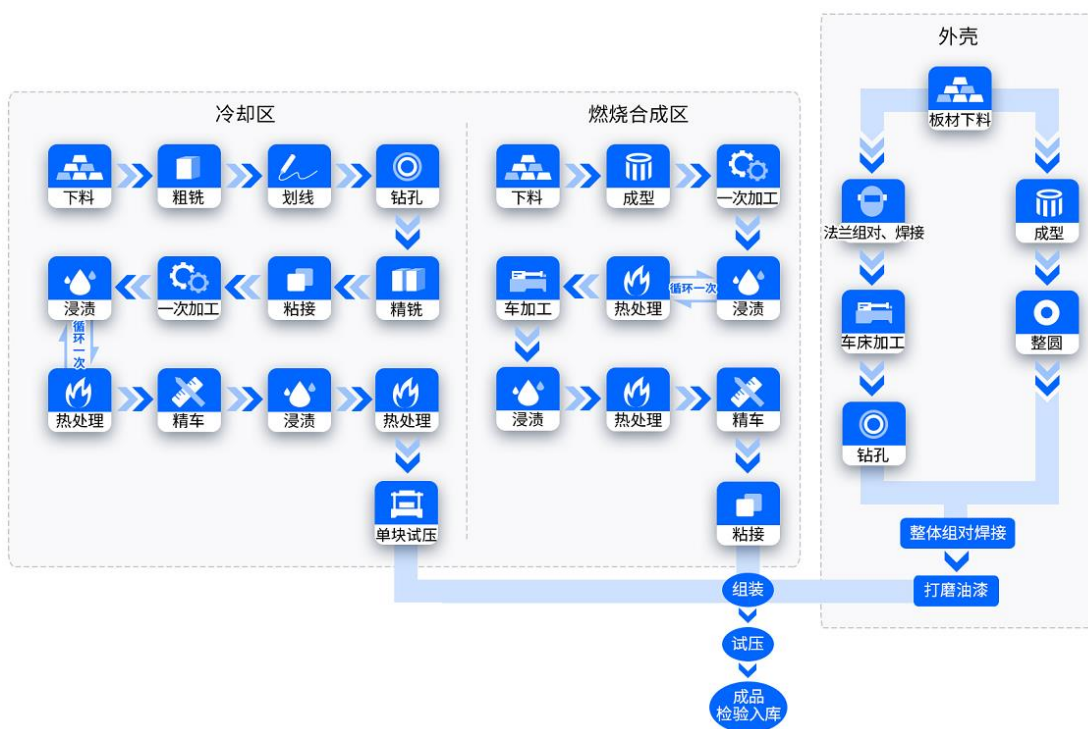 外壳
板材下料
法兰组对、焊接
成型
车床加工
整圆
钻孔
整体组对焊接
打磨油漆
冷却区
下料
粗铣
划线
钻孔
浸渍
一次加工
粘接
精铣
循环一次
热处理
精车
浸渍
热处理
单块试压
燃烧合成区
下料
成型
一次加工
车加工
热处理
循环一次
浸渍
浸渍
热处理
精车
粘接
组装
试压
成品
检验入库